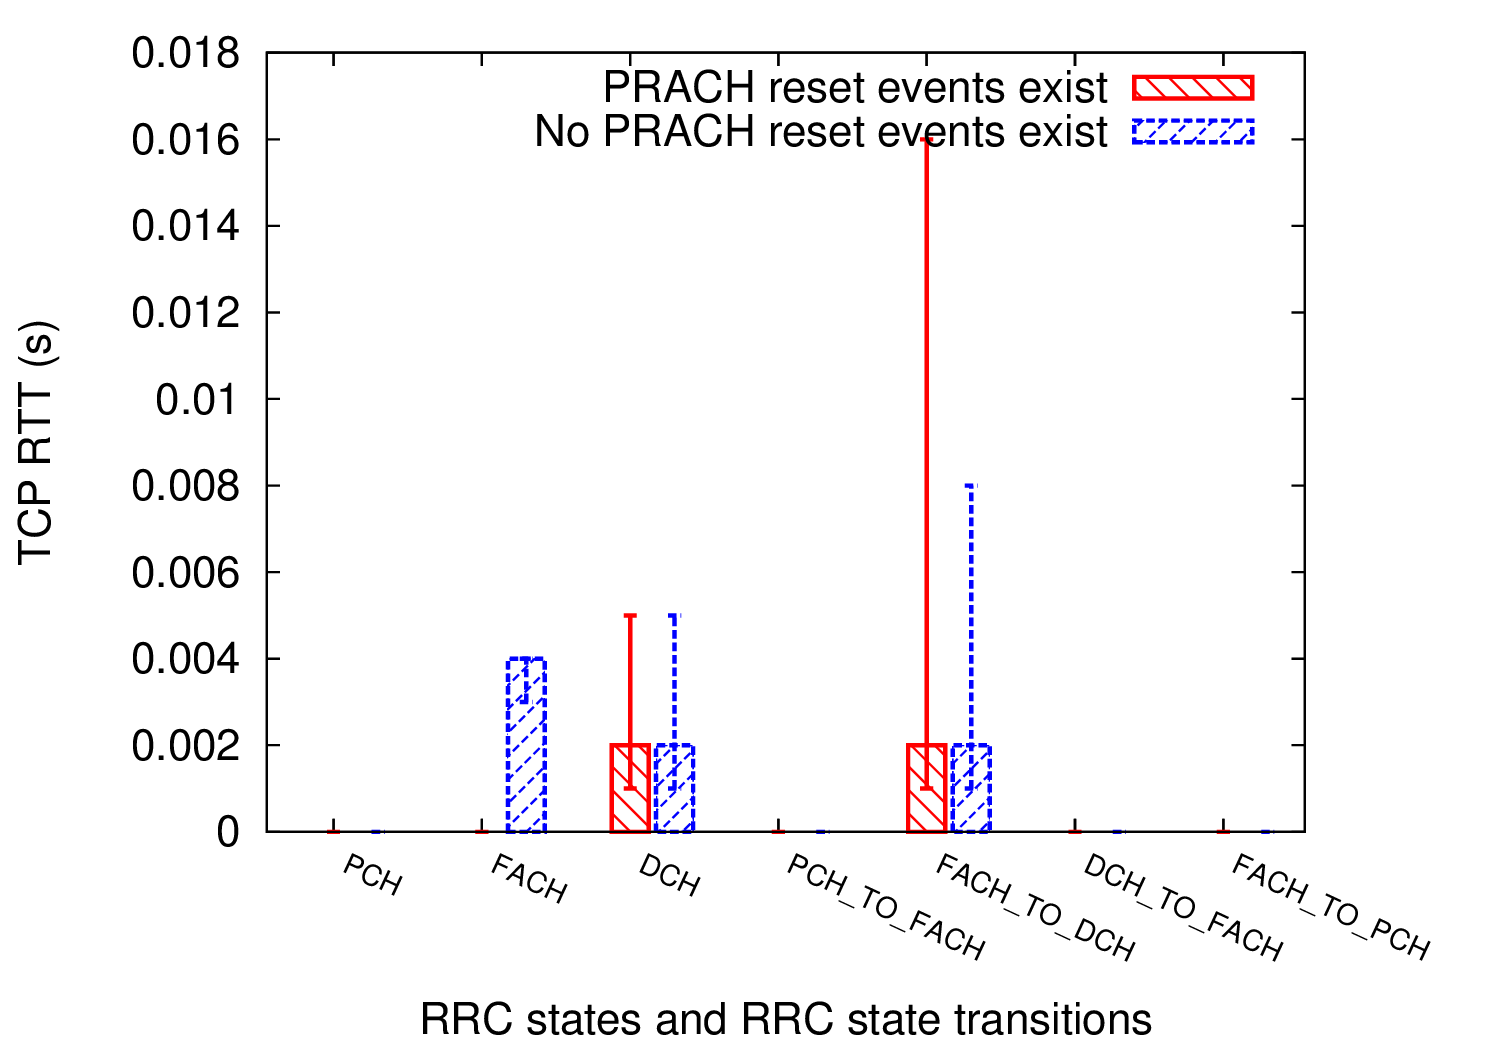 0.018
0.016
0.014
0.012
0.01
0.008
0.006
0.004
0.002
0
TCP RTT (s)
PRACH reset events exist
No PRACH reset events exist
PCH
FACH
DCH
PCH_TO_FACH
FACH_TO_DCH
DCH_TO_FACH
FACH_TO_PCH
RRC states and RRC state transitions